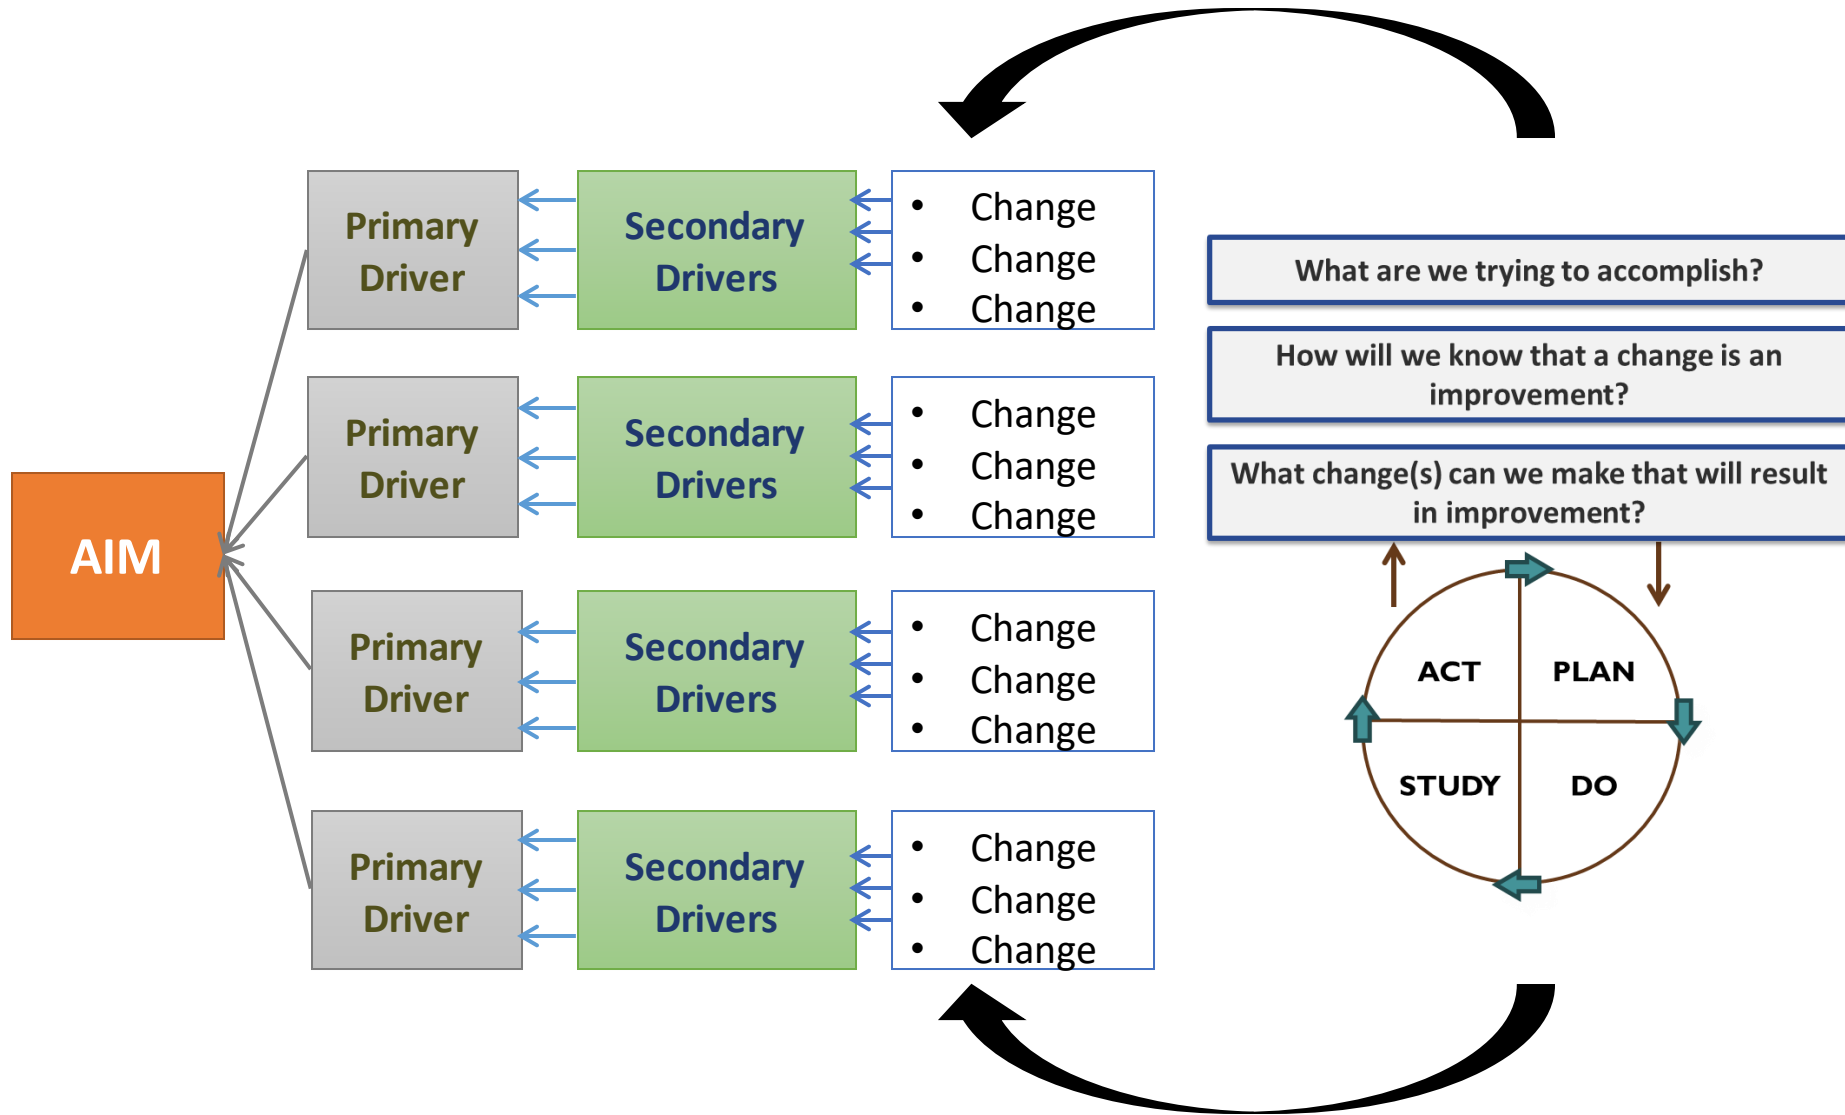 AIM
Primary
Driver
Secondary
Drivers
• Change
• Change
• Change
Primary
Driver
Secondary
Drivers
• Change
• Change
• Change
Primary
Driver
Secondary
Drivers
• Change
• Change
• Change
Primary
Driver
Secondary
Drivers
• Change
• Change
• Change
What are we trying to accomplish?
How will we know that a change is an
improvement?
What change(s) can we make that will result
in improvement?
ACT
PLAN
STUDY
DO